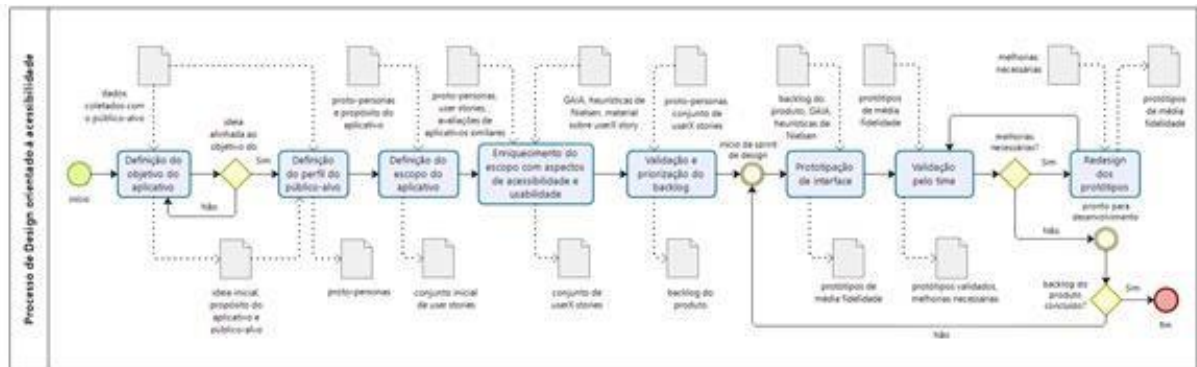 Processo de Design orientado à acessibilidade
início
dados
coletados com
o público-alvo
Definição do
objetivo do
aplicativo
ideia
alinhada ao
objetivo do
Sim
Não
ideia inicial,
propósito do
aplicativo e
público-alvo
Definição
do perfil do
público-alvo
proto-personas
proto-personas
e propósito do
aplicativo
Definição do
escopo do
aplicativo
conjunto inicial
de user stories
proto-personas,
user stories,
avaliações de
aplicativos similares
GAIA, heurísticas de
Nielsen, material
sobre userX story
Enriquecimento do
escopo com aspectos
de acessibilidade e
usabilidade
conjunto de
userX stories
proto-personas,
conjunto de
userX stories
Validação e
priorização do
backlog
backlog do
produto
início da sprint
de design
backlog do
produto, GAIA,
heurísticas de
Nielsen
Prototipação
de interface
protótipos de
média fidelidade
protótipos
de média
fidelidade
Validação
pelo time
protótipos validados,
melhorias necessárias
melhorias
necessárias?
Sim
Não
melhorias
necessárias
Redesign
dos
protótipos
protótipos
de média
fidelidade
pronto para
desenvolvimento
backlog do
produto
concluído?
Sim
Não
fim